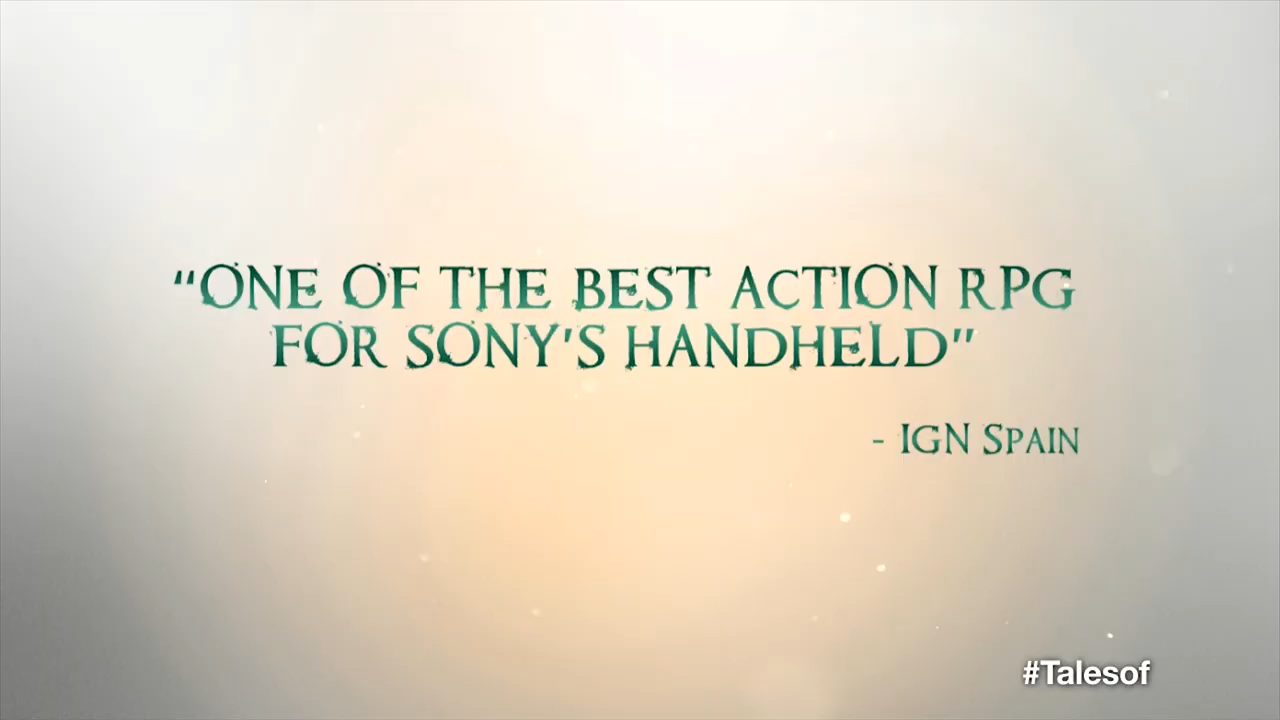 “ONE OF THE BEST ACTION RPG
FOR SONY’S HANDHELD”
- IGN SPAIN
#Talesof